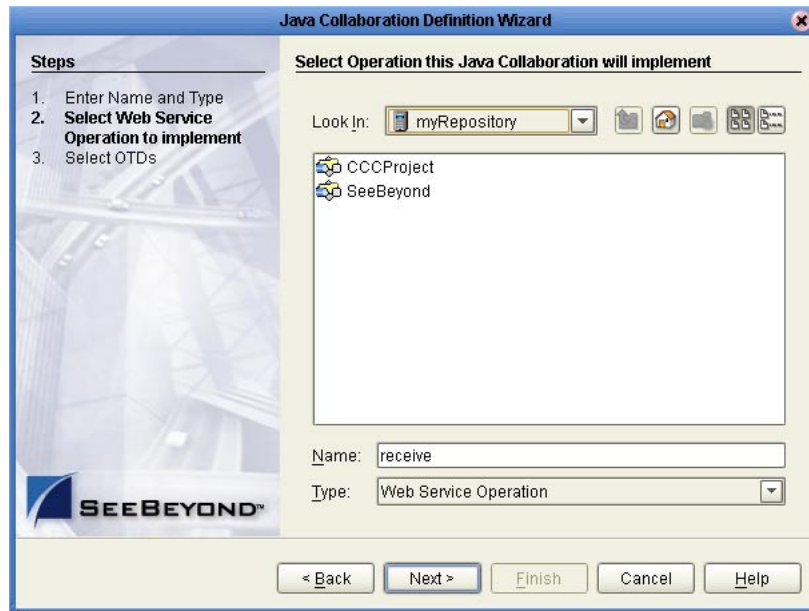 Java Collaboration Definition Wizard
Steps
1. Enter Name and Type
2. Select Web Service
Operation to implement
3. Select OTDs
Select Operation this Java Collaboration will implement
Look In: myRepository
CCCProject
SeeBeyond
Name: receive
Type: Web Service Operation
SEEBEYOND™
< Back Next > Finish Cancel Help